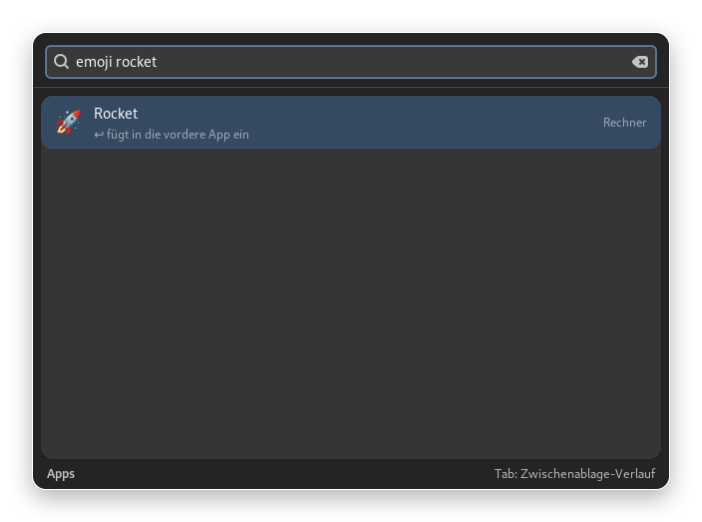 emoji rocket
Rocket
↩ fügt in die vordere App ein
Rechner
Apps
Tab: Zwischenablage-Verlauf